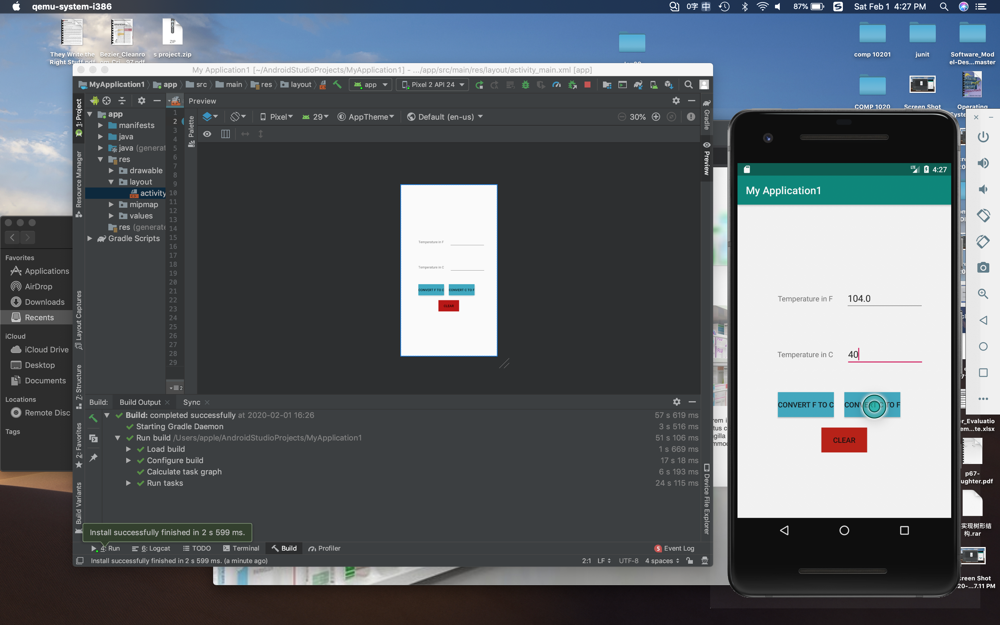 qemu-system-i386
0字 中
87%
Sat Feb 1 4:27 PM
They Write the
Right Stuff.pdf
Bezier_Cleanro
om_Cri...97.pdf
ZIP
s project.zip
comp 10201
junit
Software_Mod
el-Des...master
COMP 1020
Screen Shot
Operating
My Application1 [~/AndroidStudioProjects/MyApplication1] - .../app/src/main/res/layout/activity_main.xml [app]
MyApplication1
app
src
main
res
layout
app
Pixel 2 API 24
1: Project
Resource Manager
Layout Captures
7: Structure
2: Favorites
Build Variants
app
manifests
java
java (generat
res
drawable
layout
activity
mipmap
values
res (generate
Gradle Scripts
1
2
3
4
5
6
7
8
9
10
11
12
13
14
15
16
17
18
19
20
21
22
23
24
25
26
27
28
29
Preview
Palette
Pixel
29
AppTheme
Default (en-us)
30%
Gradle
Preview
Device File Explorer
Temperature in F
Temperature in C
CONVERT F TO C
CONVERT C TO F
CLEAR
Favorites
Applications
AirDrop
Downloads
Recents
iCloud
iCloud Drive
Desktop
Documents
Locations
Remote Disc
Tags
Build:
Build Output
Sync
Build: completed successfully at 2020-02-01 16:26
57 s 619 ms
Starting Gradle Daemon
3 s 516 ms
Run build /Users/apple/AndroidStudioProjects/MyApplication1
51 s 106 ms
Load build
1 s 669 ms
Configure build
17 s 18 ms
Calculate task graph
6 s 193 ms
Run tasks
24 s 115 ms
Install successfully finished in 2 s 599 ms.
4: Run
6: Logcat
TODO
Terminal
Build
Profiler
5 Event Log
Install successfully finished in 2 s 599 ms. (a minute ago)
2:1
LF
UTF-8
4 spaces
LTE
4:27
My Application1
Temperature in F
104.0
Temperature in C
40
CONVERT F TO C
CONVERT C TO F
CLEAR
FLU
FLU
er_Evaluatio
em...te.xlsx
p67-
ughter.pdf
实现树形结
构.rar
creen Shot
20-...7.11 PM